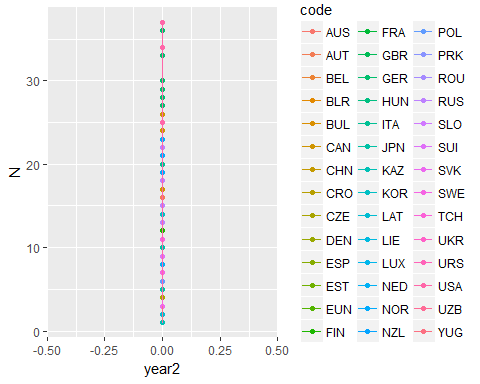 code
AUS FRA POL
AUT GBR PRK
BEL GER ROU
BLR HUN RUS
BUL ITA SLO
CAN JPN SUI
CHN KAZ SVK
CRO KOR SWE
CZE LAT TCH
DEN LIE UKR
ESP LUX URS
EST NED USA
EUN NOR UZB
FIN NZL YUG
N
30
20
10
0
-0.50 -0.25 0.00 0.25 0.50
year2